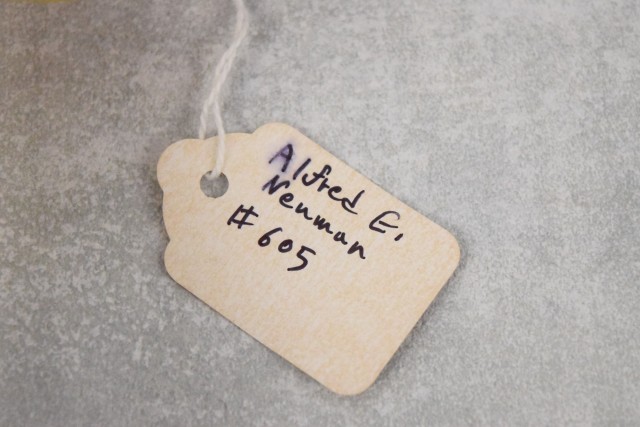 Alfred E.
Neuman
# 605